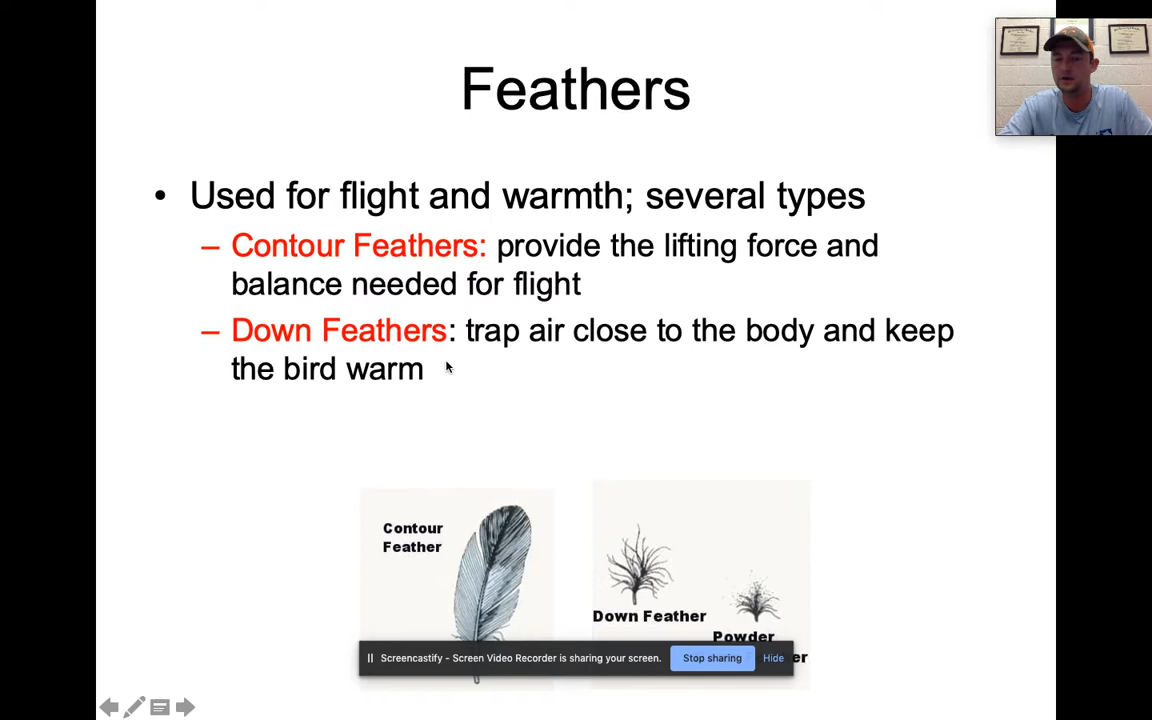 Feathers
• Used for flight and warmth; several types
– Contour Feathers: provide the lifting force and
balance needed for flight
– Down Feathers: trap air close to the body and keep
the bird warm
Contour
Feather
Down Feather
Powder
er
Screencastify - Screen Video Recorder is sharing your screen.
Stop sharing
Hide